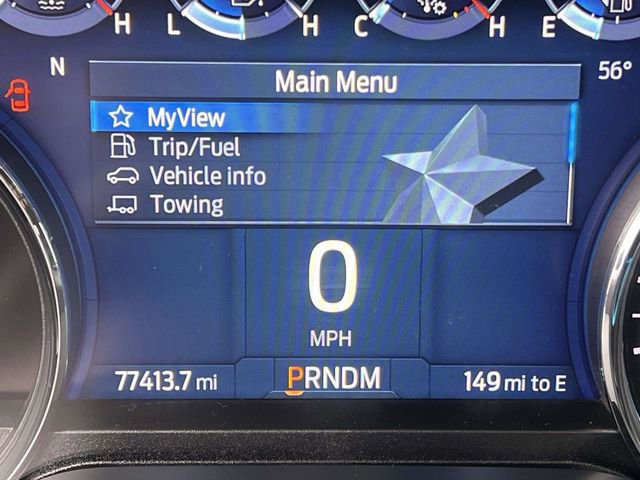 H L H C H E
N
56°
Main Menu
MyView
Trip/Fuel
Vehicle info
Towing
0
MPH
77413.7 mi
PRNDM
149 mi to E